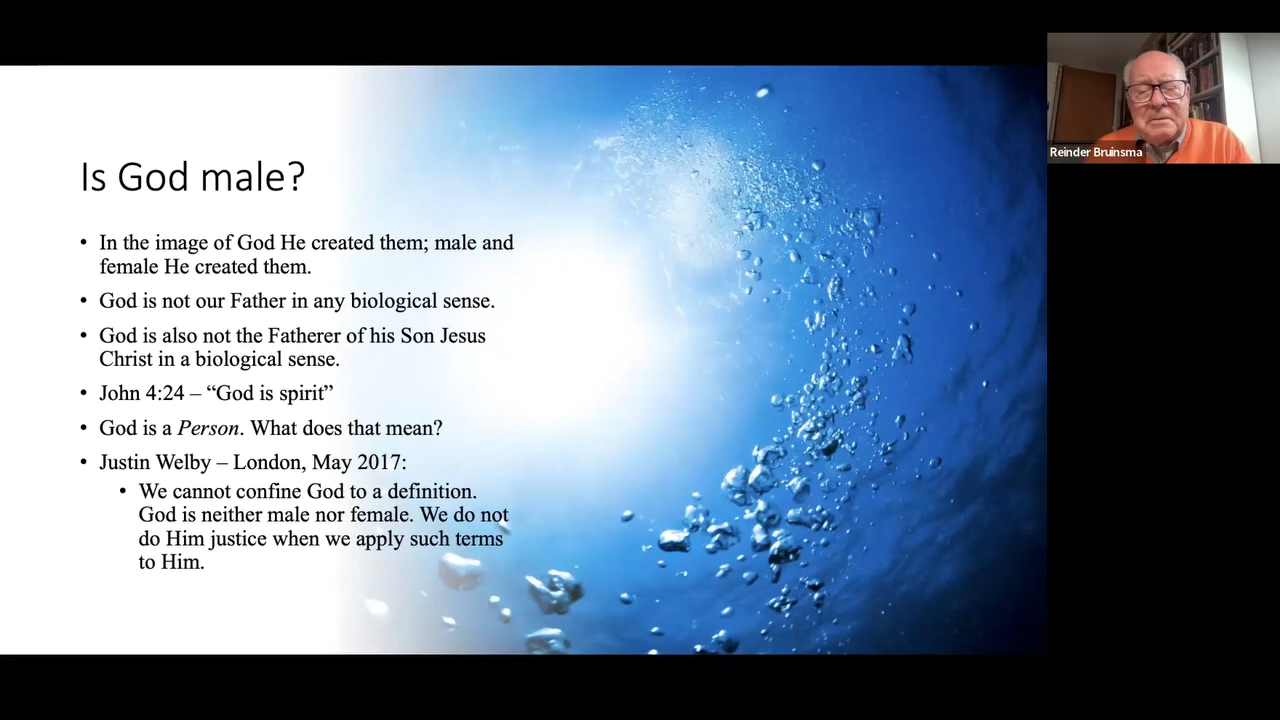 Is God male?
• In the image of God He created them; male and
female He created them.
• God is not our Father in any biological sense.
• God is also not the Fatherer of his Son Jesus
Christ in a biological sense.
• John 4:24 – “God is spirit”
• God is a Person. What does that mean?
• Justin Welby – London, May 2017:
• We cannot confine God to a definition.
God is neither male nor female. We do not
do Him justice when we apply such terms
to Him.
Reinder Bruinsma